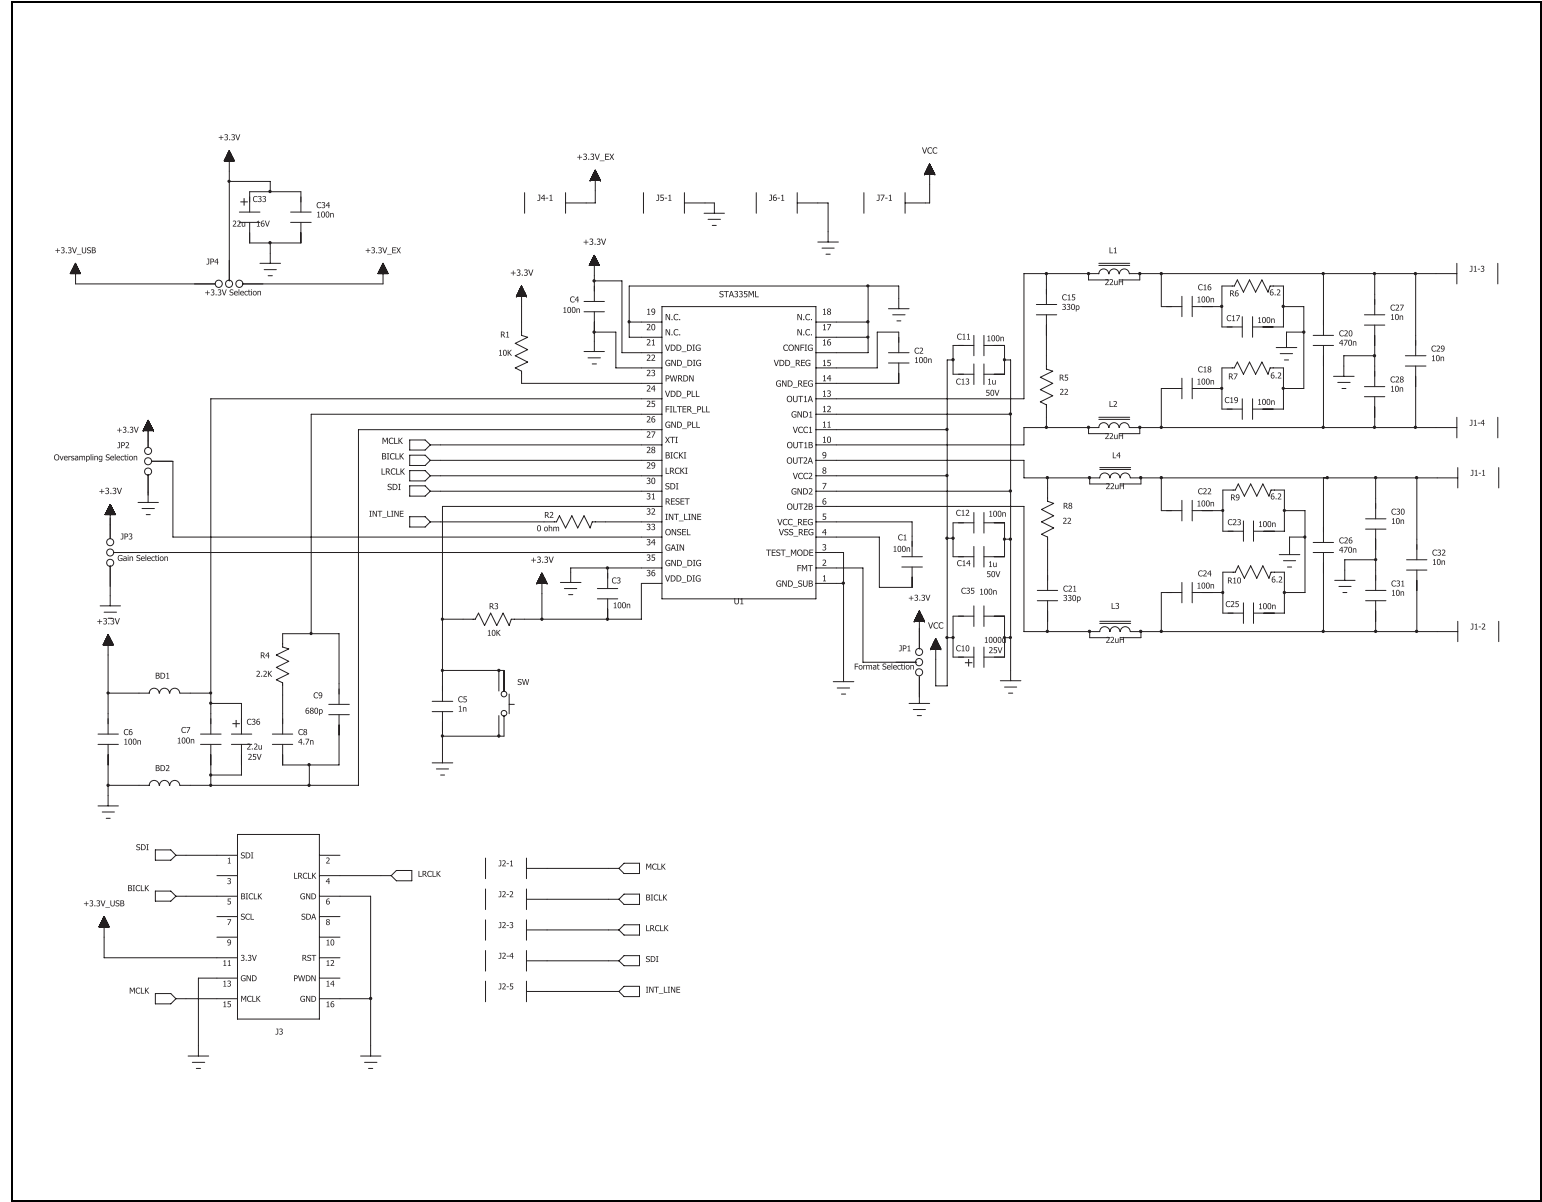 +3.3V
C33
22u 16V
C34
100n
+3.3V_USB
JP4
+3.3V_EX
+3.3V Selection
J4-1
+3.3V_EX
J5-1
J6-1
J7-1
VCC
+3.3V
C4
100n
+3.3V
R1
10K
STA335ML
19 N.C.
20 N.C.
21 VDD_DIG
22 GND_DIG
23 PWRDN
24 VDD_PLL
25 FILTER_PLL
26 GND_PLL
27 XTI
28 BICKI
29 LRCKI
30 SDI
31 RESET
32 INT_LINE
33 ONSEL
34 GAIN
35 GND_DIG
36 VDD_DIG
N.C. 18
N.C. 17
CONFIG 16
VDD_REG 15
GND_REG 14
OUT1A 13
GND1 12
VCC1 11
OUT1B 10
OUT2A 9
VCC2 8
GND2 7
OUT2B 6
VCC_REG 5
VSS_REG 4
TEST_MODE 3
FMT 2
GND_SUB 1
U1
C2
100n
C11 100n
C13 1u
50V
C12 100n
C14 1u
50V
C35 100n
C10
25V
C1
100n
+3.3V
VCC
JP1
Format Selection
MCLK
BICLK
LRCLK
SDI
INT_LINE
R2
0 ohm
+3.3V
C3
100n
R3
10K
C5
1n
SW
+3.3V
JP2
Oversampling Selection
+3.3V
JP3
Gain Selection
+3.3V
BD1
BD2
C6
100n
C7
100n
C36
2.2u
25V
R4
2.2K
C8
4.7n
C9
680p
L1
22uH
C15
330p
R5
22
L2
22uH
C16
100n
R6 6.2
C17 100n
C18
100n
R7 6.2
C19 100n
C20
470n
C27
10n
C28
10n
C29
10n
J1-3
J1-4
L4
22uH
R8
22
C21
330p
L3
22uH
C22
100n
R9 6.2
C23 100n
C24
100n
R10 6.2
C25 100n
C26
470n
C30
10n
C31
10n
C32
10n
J1-1
J1-2
SDI
BICLK
+3.3V_USB
MCLK
1 SDI
3
5 BICLK
7 SCL
9
11 3.3V
13 GND
15 MCLK
2
LRCLK 4
GND 6
SDA 8
10
RST 12
PWDN 14
GND 16
J3
LRCLK
J2-1 MCLK
J2-2 BICLK
J2-3 LRCLK
J2-4 SDI
J2-5 INT_LINE